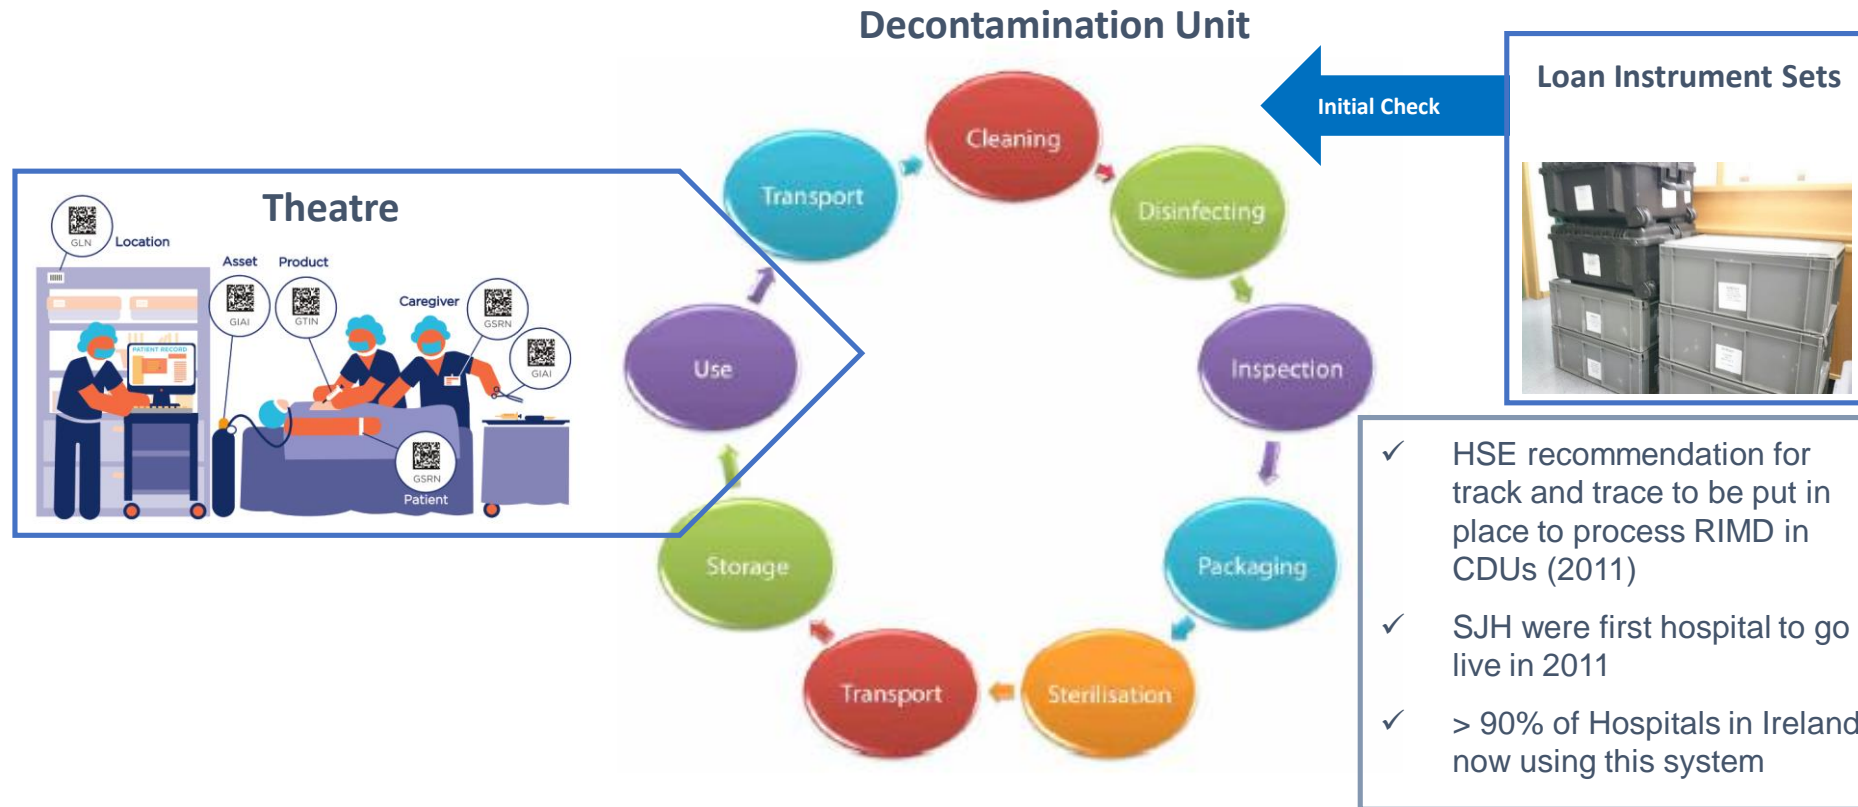 Decontamination Unit
Loan Instrument Sets
Initial Check
Theatre
GLN
Location
Asset
GIAI
Product
GTIN
Caregiver
GSRN
GIAI
PATIENT RECORD
GSRN
Patient
Cleaning
Disinfecting
Inspection
Packaging
Sterilisation
Transport
Storage
Use
Transport
✓ HSE recommendation for
track and trace to be put in
place to process RIMD in
CDUs (2011)
✓ SJH were first hospital to go
live in 2011
✓ > 90% of Hospitals in Ireland
now using this system